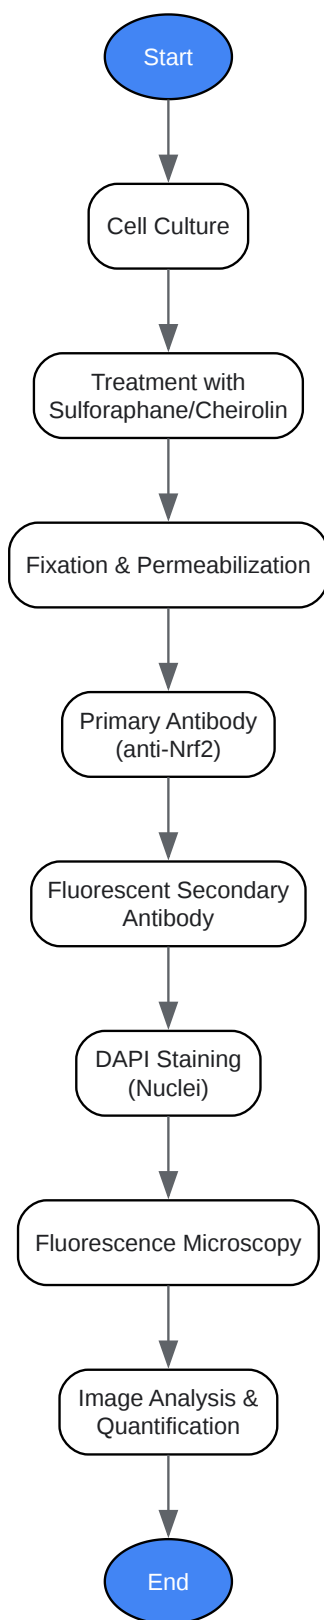 Start
Cell Culture
Treatment with
Sulforaphane/Cheirolin
Fixation & Permeabilization
Primary Antibody
(anti-Nrf2)
Fluorescent Secondary
Antibody
DAPI Staining
(Nuclei)
Fluorescence Microscopy
Image Analysis &
Quantification
End